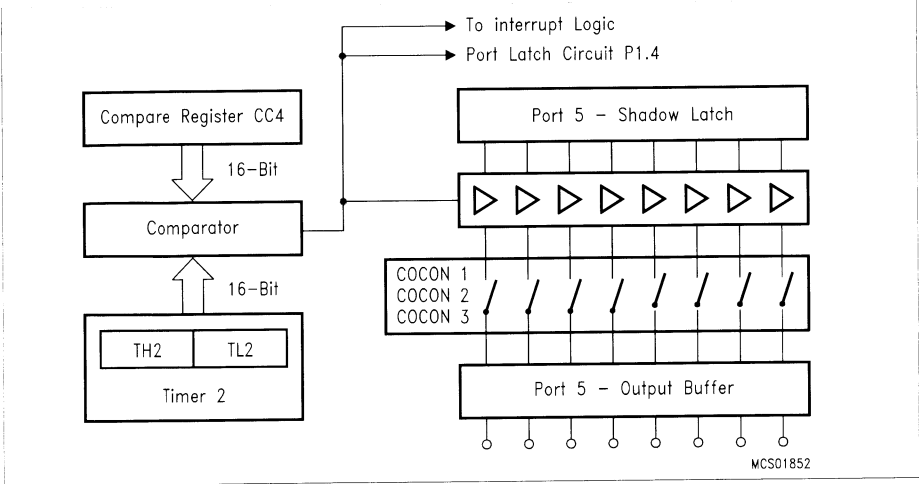 To interrupt Logic
Port Latch Circuit P1.4
Compare Register CC4
16-Bit
Comparator
16-Bit
TH2
TL2
Timer 2
Port 5 - Shadow Latch
COCON 1
COCON 2
COCON 3
Port 5 - Output Buffer
MCS01852